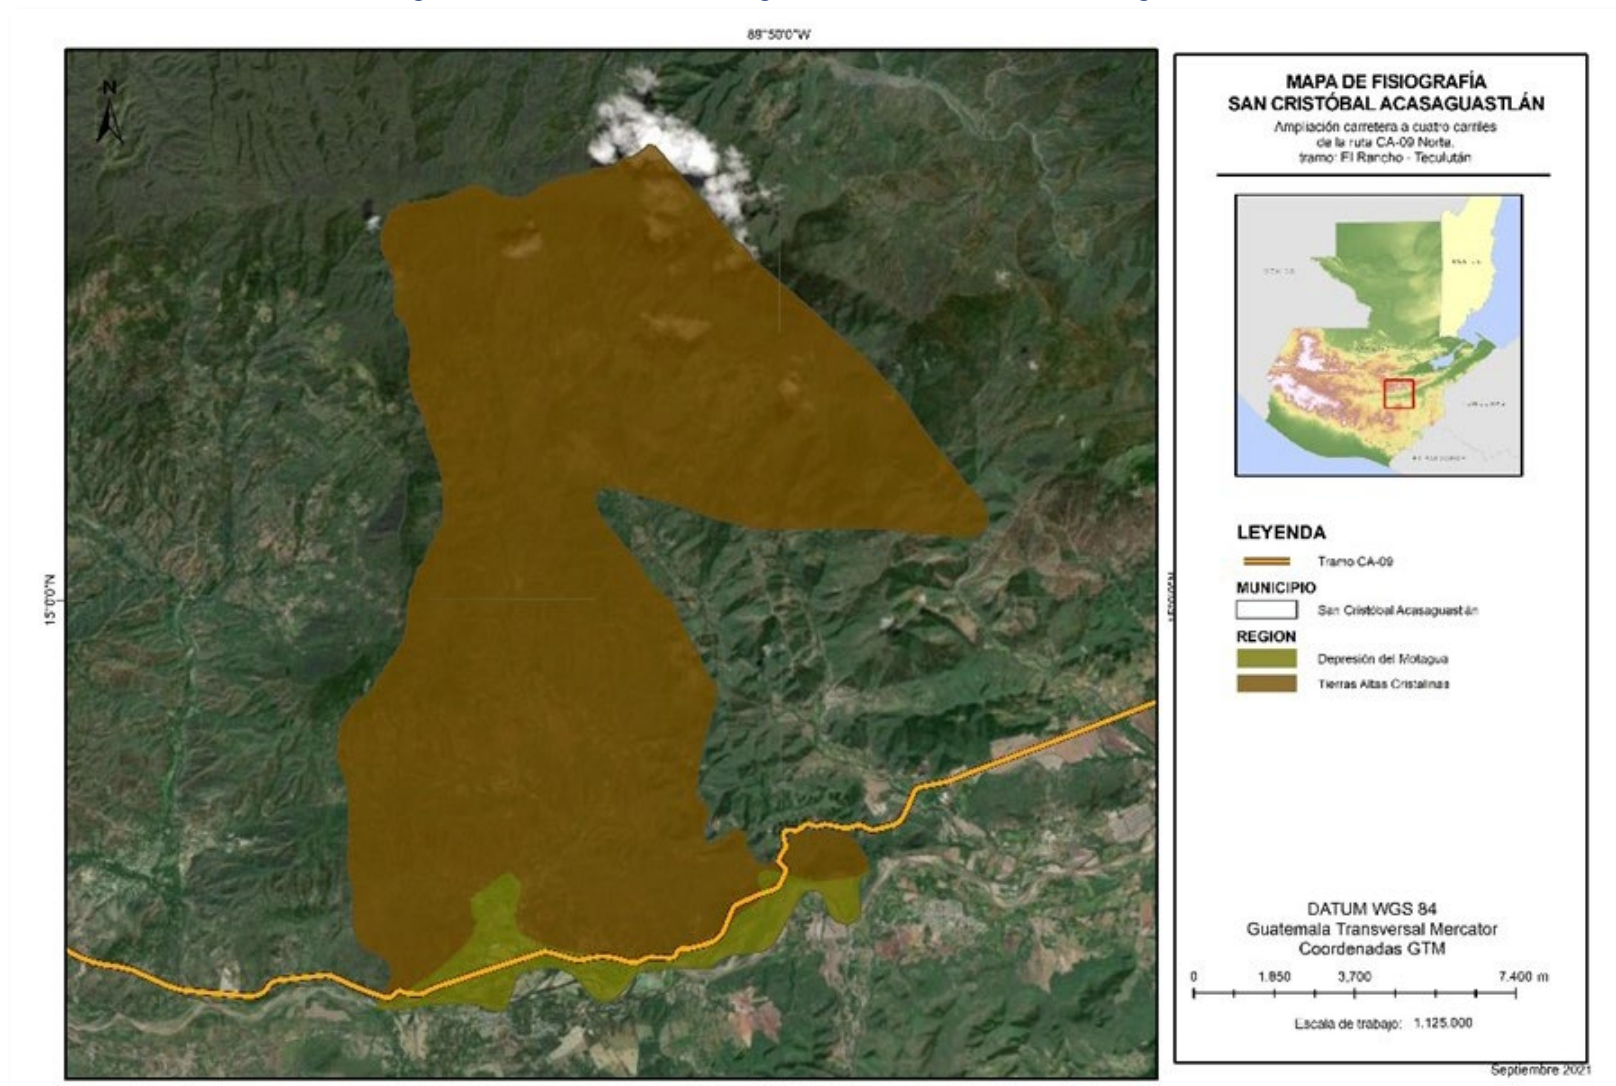 89°50'0"W
N
15°0'0"N
MAPA DE FISIOGRAFÍA
SAN CRISTÓBAL ACASAGUASTLÁN
Ampliación carretera a cuatro carriles
de la ruta CA-09 Norte.
tramo: El Rancho - Teculután
LEYENDA
Tramo CA-09
MUNICIPIO
San Cristóbal Acasaguastlán
REGION
Depresión del Motagua
Tierras Altas Cristalinas
DATUM WGS 84
Guatemala Transversal Mercator
Coordenadas GTM
0 1.850 3,700 7.400 m
Escala de trabajo: 1.125.000
Septiembre 2021